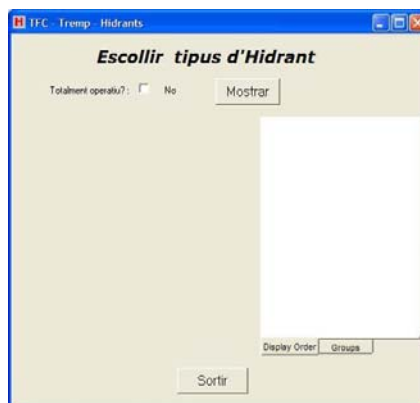 H TFC - Tremp - Hidrants
Escollir tipus d'Hidrant
Totalment operatiu? : No Mostrar
Display Order Groups
Sortir